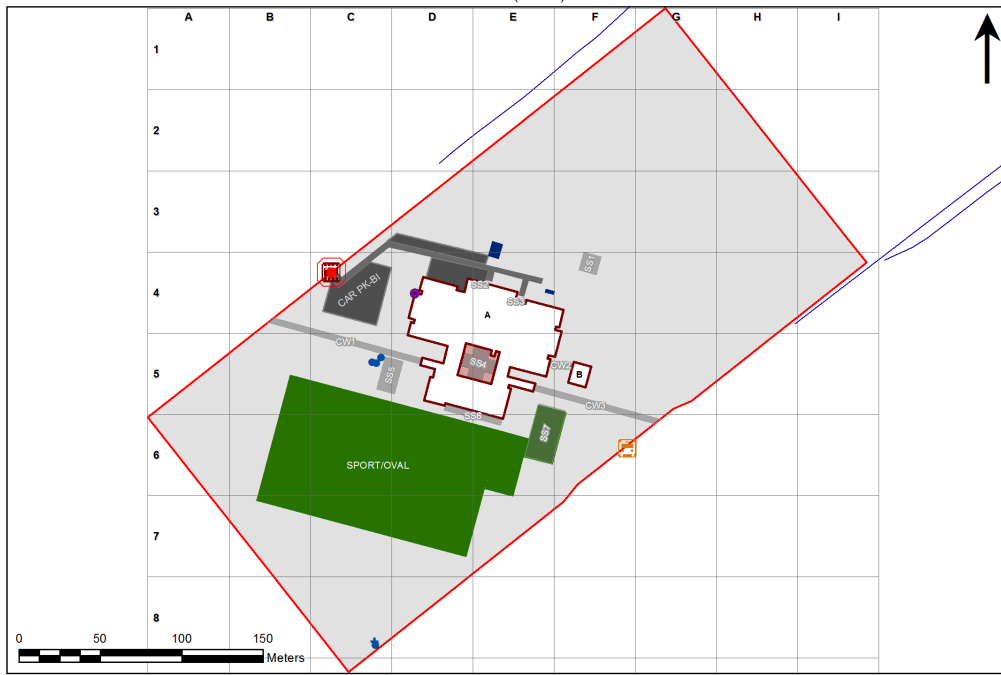 A B C D E F G H I
1
2
3
SS1
4
CAR PK-BI
SS2
SS3
A
CW1
5
SS5
SS4
CW2
B
CW3
SS6
SS7
6
SPORT/OVAL
7
8
0 50 100 150
Meters